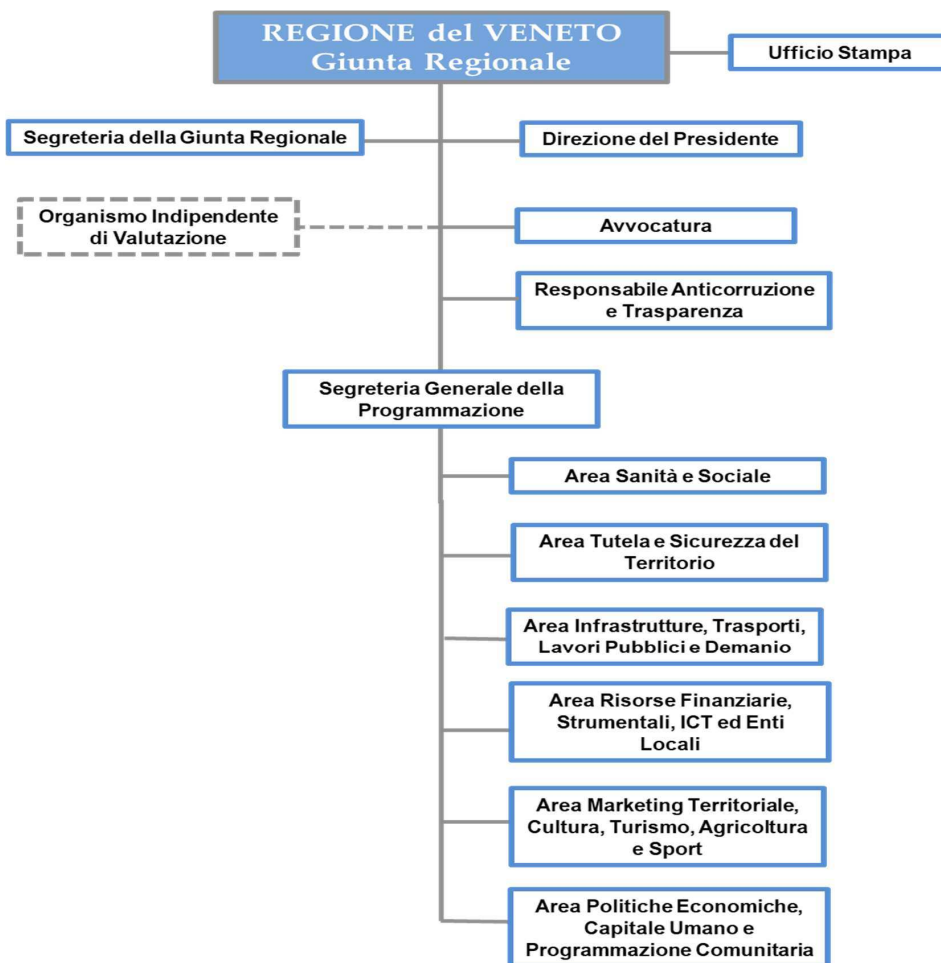 REGIONE del VENETO
Giunta Regionale
Ufficio Stampa
Segreteria della Giunta Regionale
Direzione del Presidente
Organismo Indipendente
di Valutazione
Avvocatura
Responsabile Anticorruzione
e Trasparenza
Segreteria Generale della
Programmazione
Area Sanità e Sociale
Area Tutela e Sicurezza del
Territorio
Area Infrastrutture, Trasporti,
Lavori Pubblici e Demanio
Area Risorse Finanziarie,
Strumentali, ICT ed Enti
Locali
Area Marketing Territoriale,
Cultura, Turismo, Agricoltura
e Sport
Area Politiche Economiche,
Capitale Umano e
Programmazione Comunitaria